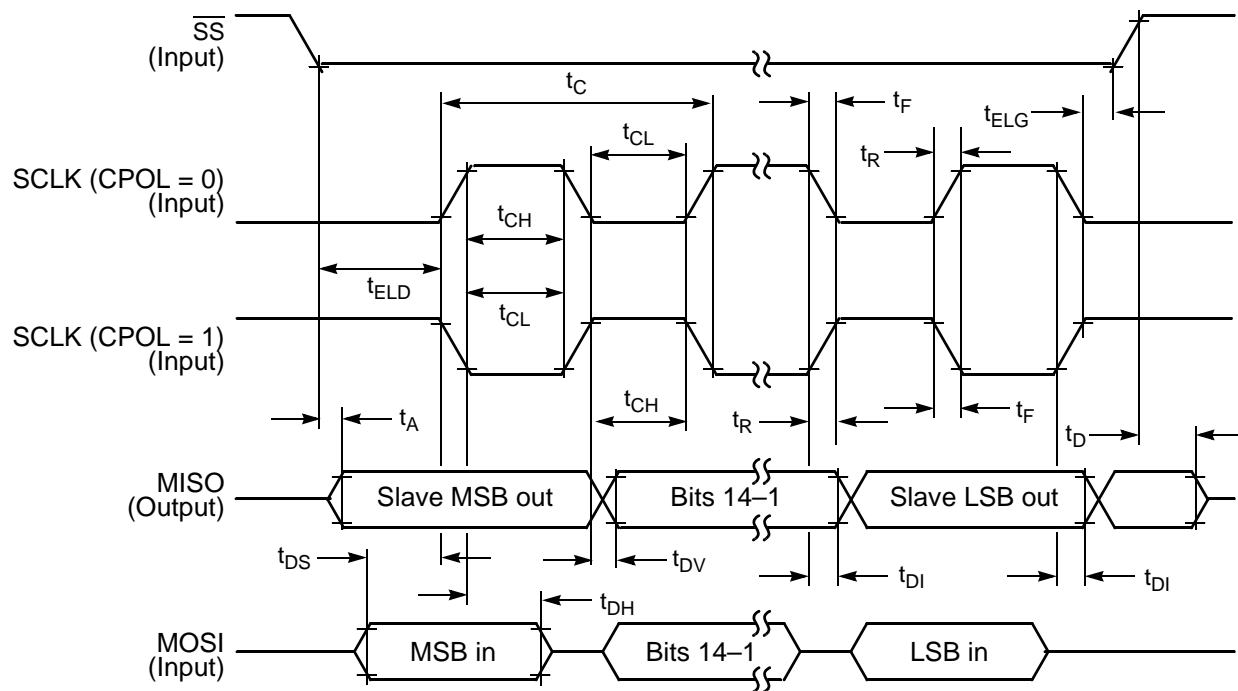 SS
(Input)
tC
tF
tELG
tCL
tR
SCLK (CPOL = 0)
(Input)
tCH
tELD
tCL
SCLK (CPOL = 1)
(Input)
tA
tCH
tR
tF
tD
MISO
(Output)
Slave MSB out
Bits 14–1
Slave LSB out
tDS
tDV
tDI
tDI
tDH
MOSI
(Input)
MSB in
Bits 14–1
LSB in